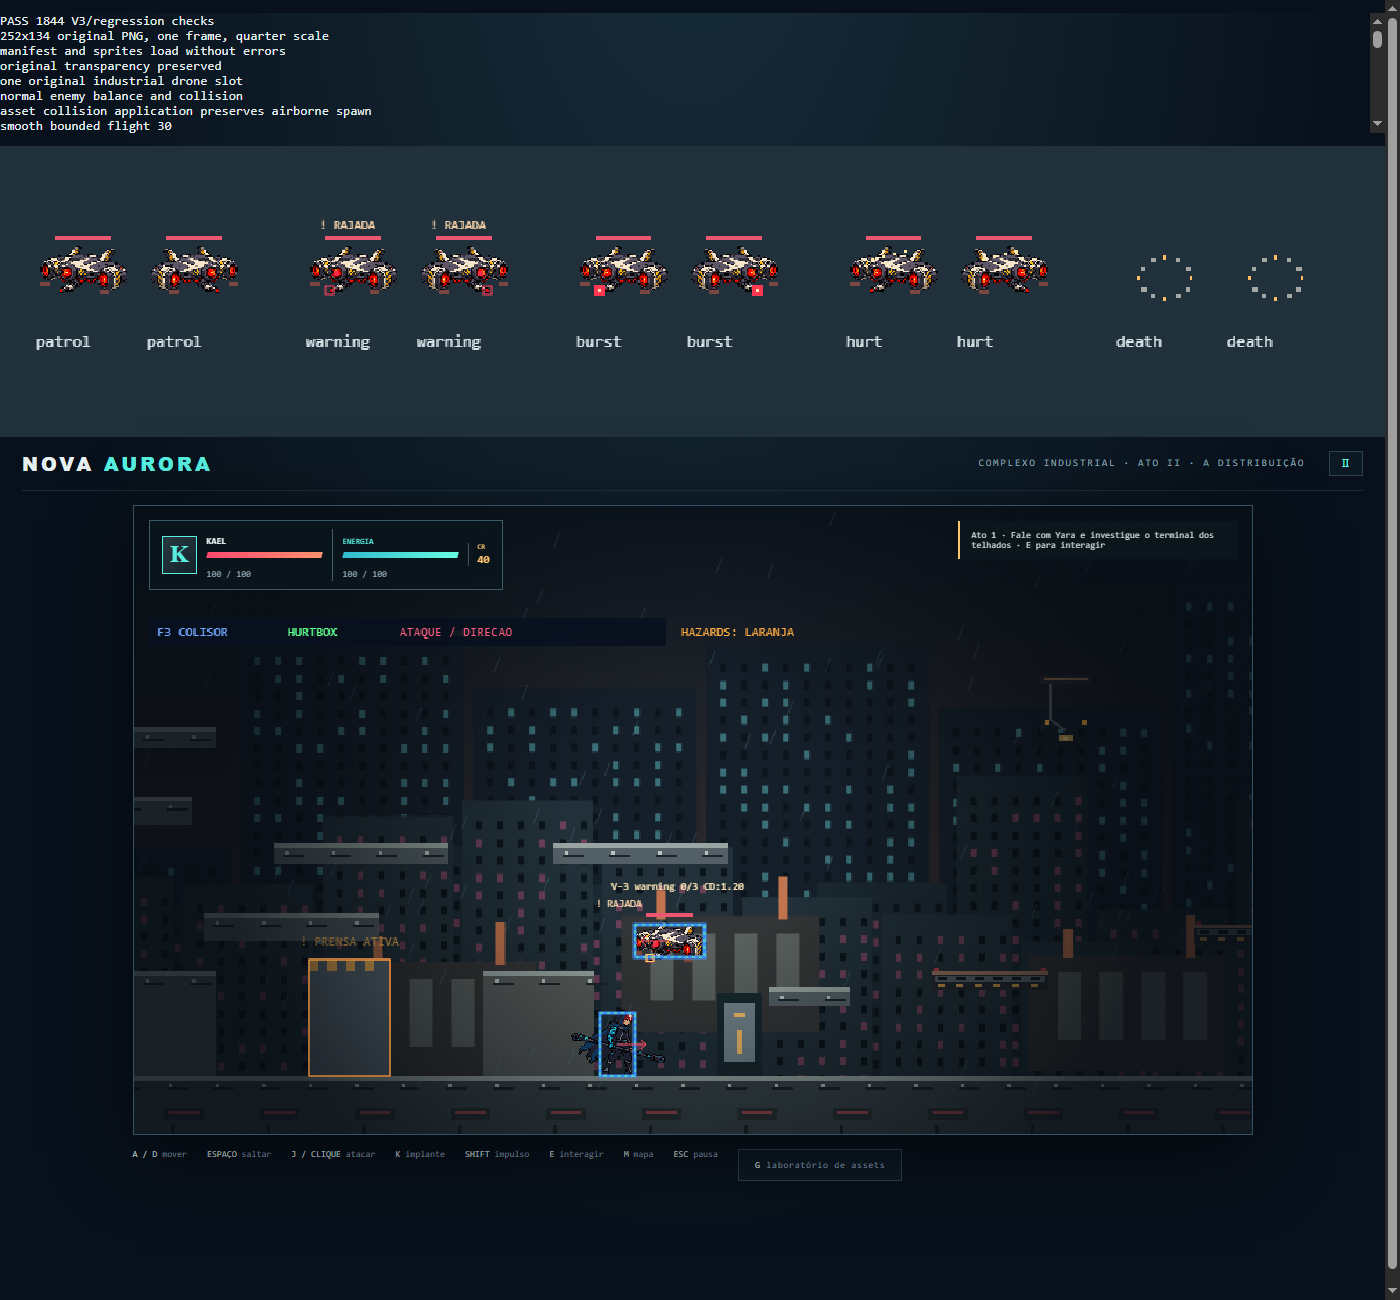 PASS 1844 V3/regression checks
252x134 original PNG, one frame, quarter scale
manifest and sprites load without errors
original transparency preserved
one original industrial drone slot
normal enemy balance and collision
asset collision application preserves airborne spawn
smooth bounded flight 30
! RAJADA ! RAJADA
patrol patrol warning warning burst burst hurt hurt death death
NOVA AURORA
COMPLEXO INDUSTRIAL · ATO II · A DISTRIBUIÇÃO
II
K
KAEL
100 / 100
ENERGIA
100 / 100
CR
40
Ato 1 · Fale com Yara e investigue o terminal dos
telhados · E para interagir
F3 COLISOR HURTBOX ATAQUE / DIRECAO HAZARDS: LARANJA
V-3 warning 0/3 CD:1.20
! RAJADA
! PRENSA ATIVA
A / D mover ESPAÇO saltar J / CLIQUE atacar K implante SHIFT impulso E interagir M mapa ESC pausa G laboratório de assets